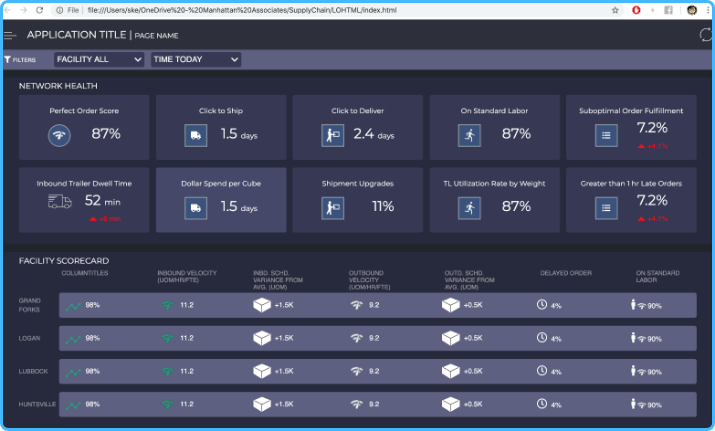 File | file:///Users/ske/OneDrive%20-%20Manhattan%20Associates/SupplyChain/LOHTML/index.html
APPLICATION TITLE | PAGE NAME
FILTERS FACILITY ALL TIME TODAY
NETWORK HEALTH
Perfect Order Score
87%
Click to Ship
1.5 days
Click to Deliver
2.4 days
On Standard Labor
87%
Suboptimal Order Fulfillment
7.2%
+4.1%
Inbound Trailer Dwell Time
52 min
+6 min
Dollar Spend per Cube
1.5 days
Shipment Upgrades
11%
TL Utilization Rate by Weight
87%
Greater than 1 hr Late Orders
7.2%
+4.1%
FACILITY SCORECARD
COLUMNTITLES
INBOUND VELOCITY
(UOM/HR/FTE)
INBD. SCHD.
VARIANCE FROM
AVG. (UOM)
OUTBOUND
VELOCITY
(UOM/HR/FTE)
OUTD. SCHD.
VARIANCE FROM
AVG. (UOM)
DELAYED ORDER
ON STANDARD
LABOR
GRAND
FORKS
98% 11.2 +1.5K 9.2 +0.5K 4% 90%
LOGAN 98% 11.2 +1.5K 9.2 +0.5K 4% 90%
LUBBOCK 98% 11.2 +1.5K 9.2 +0.5K 4% 90%
HUNTSVILLE 98% 11.2 +1.5K 9.2 +0.5K 4% 90%